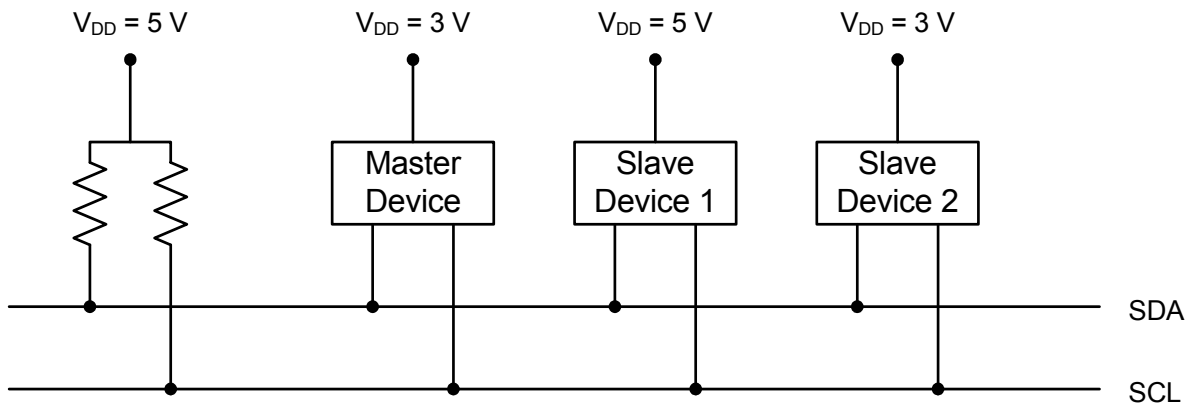 V_DD = 5 V
V_DD = 3 V
V_DD = 5 V
V_DD = 3 V
Master
Device
Slave
Device 1
Slave
Device 2
SDA
SCL